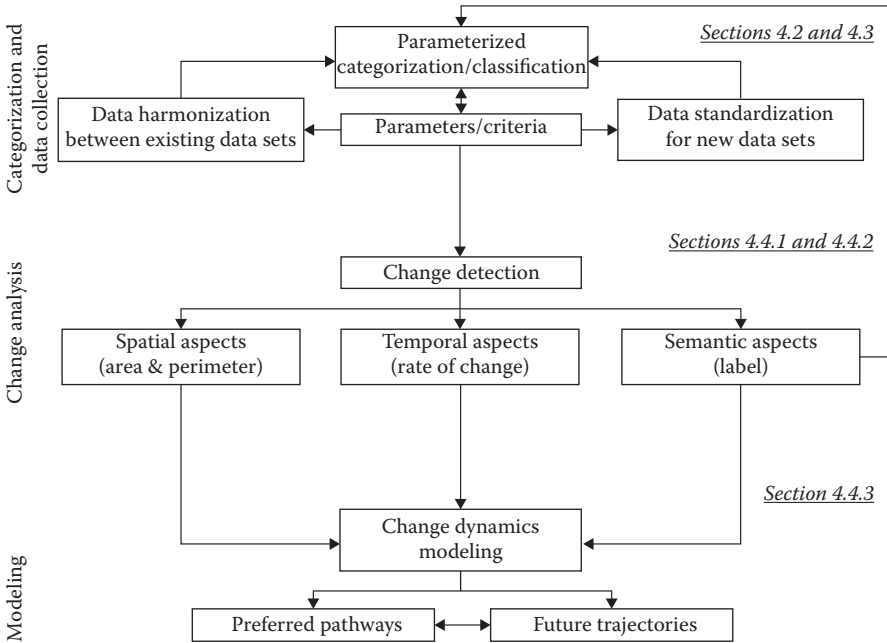 Categorization and
data collection
Sections 4.2 and 4.3
Parameterized
categorization/classification
Data harmonization
between existing data sets
Parameters/criteria
Data standardization
for new data sets
Sections 4.4.1 and 4.4.2
Change analysis
Change detection
Spatial aspects
(area & perimeter)
Temporal aspects
(rate of change)
Semantic aspects
(label)
Section 4.4.3
Modeling
Change dynamics
modeling
Preferred pathways
Future trajectories